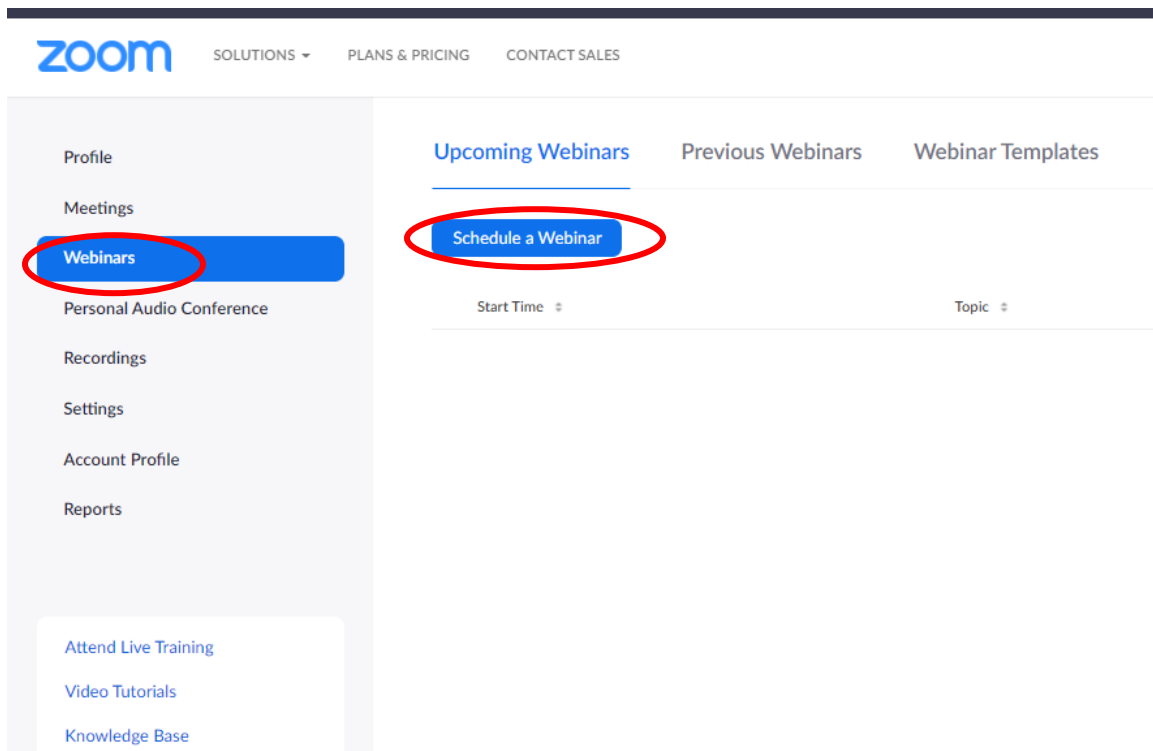 zoom SOLUTIONS PLANS & PRICING CONTACT SALES
Profile
Meetings
Webinars
Personal Audio Conference
Recordings
Settings
Account Profile
Reports
Attend Live Training
Video Tutorials
Knowledge Base
Upcoming Webinars Previous Webinars Webinar Templates
Schedule a Webinar
Start Time Topic